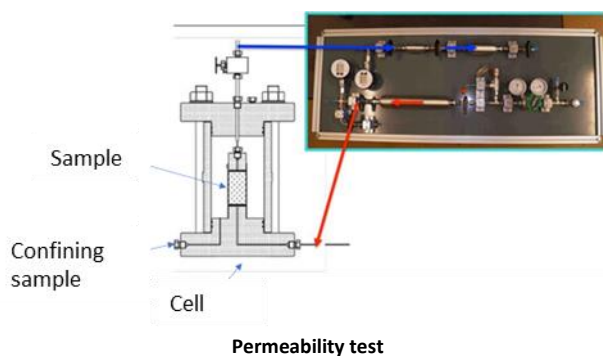 Sample
Confining
sample
Cell
Permeability test